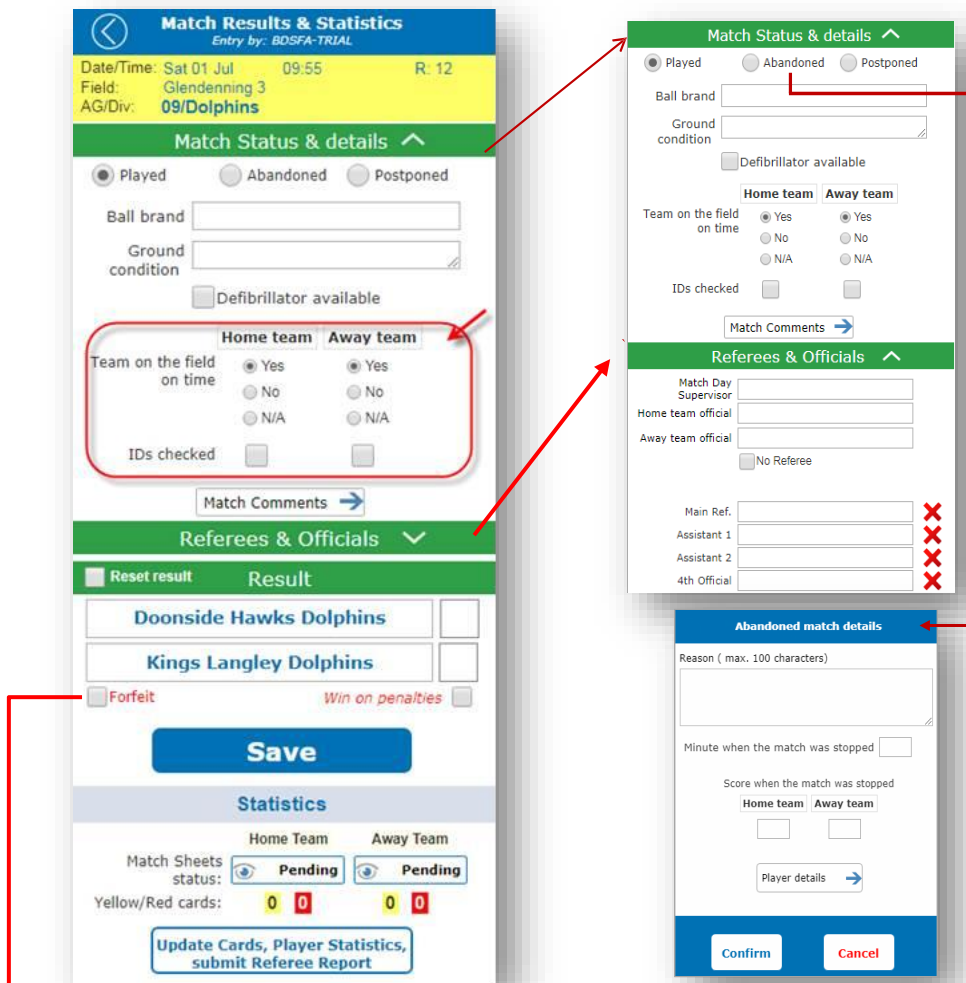 Match Results & Statistics
Entry by: BDSFA-TRIAL
Date/Time: Sat 01 Jul 09:55 R: 12
Field: Glendenning 3
AG/Div: 09/Dolphins
Match Status & details
Played Abandoned Postponed
Ball brand
Ground
condition
Defibrillator available
Home team Away team
Team on the field Yes Yes
on time
No No
N/A N/A
IDs checked
Match Comments
Referees & Officials
Reset result Result
Doonside Hawks Dolphins
Kings Langley Dolphins
Forfeit Win on penalties
Save
Statistics
Home Team Away Team
Match Sheets
status: Pending Pending
Yellow/Red cards: 0 0 0 0
Update Cards, Player Statistics,
submit Referee Report
Match Status & details
Played Abandoned Postponed
Ball brand
Ground
condition
Defibrillator available
Home team Away team
Team on the field Yes Yes
on time
No No
N/A N/A
IDs checked
Match Comments
Referees & Officials
Match Day
Supervisor
Home team official
Away team official
No Referee
Main Ref.
Assistant 1
Assistant 2
4th Official
Abandoned match details
Reason ( max. 100 characters)
Minute when the match was stopped
Score when the match was stopped
Home team Away team
Player details
Confirm Cancel